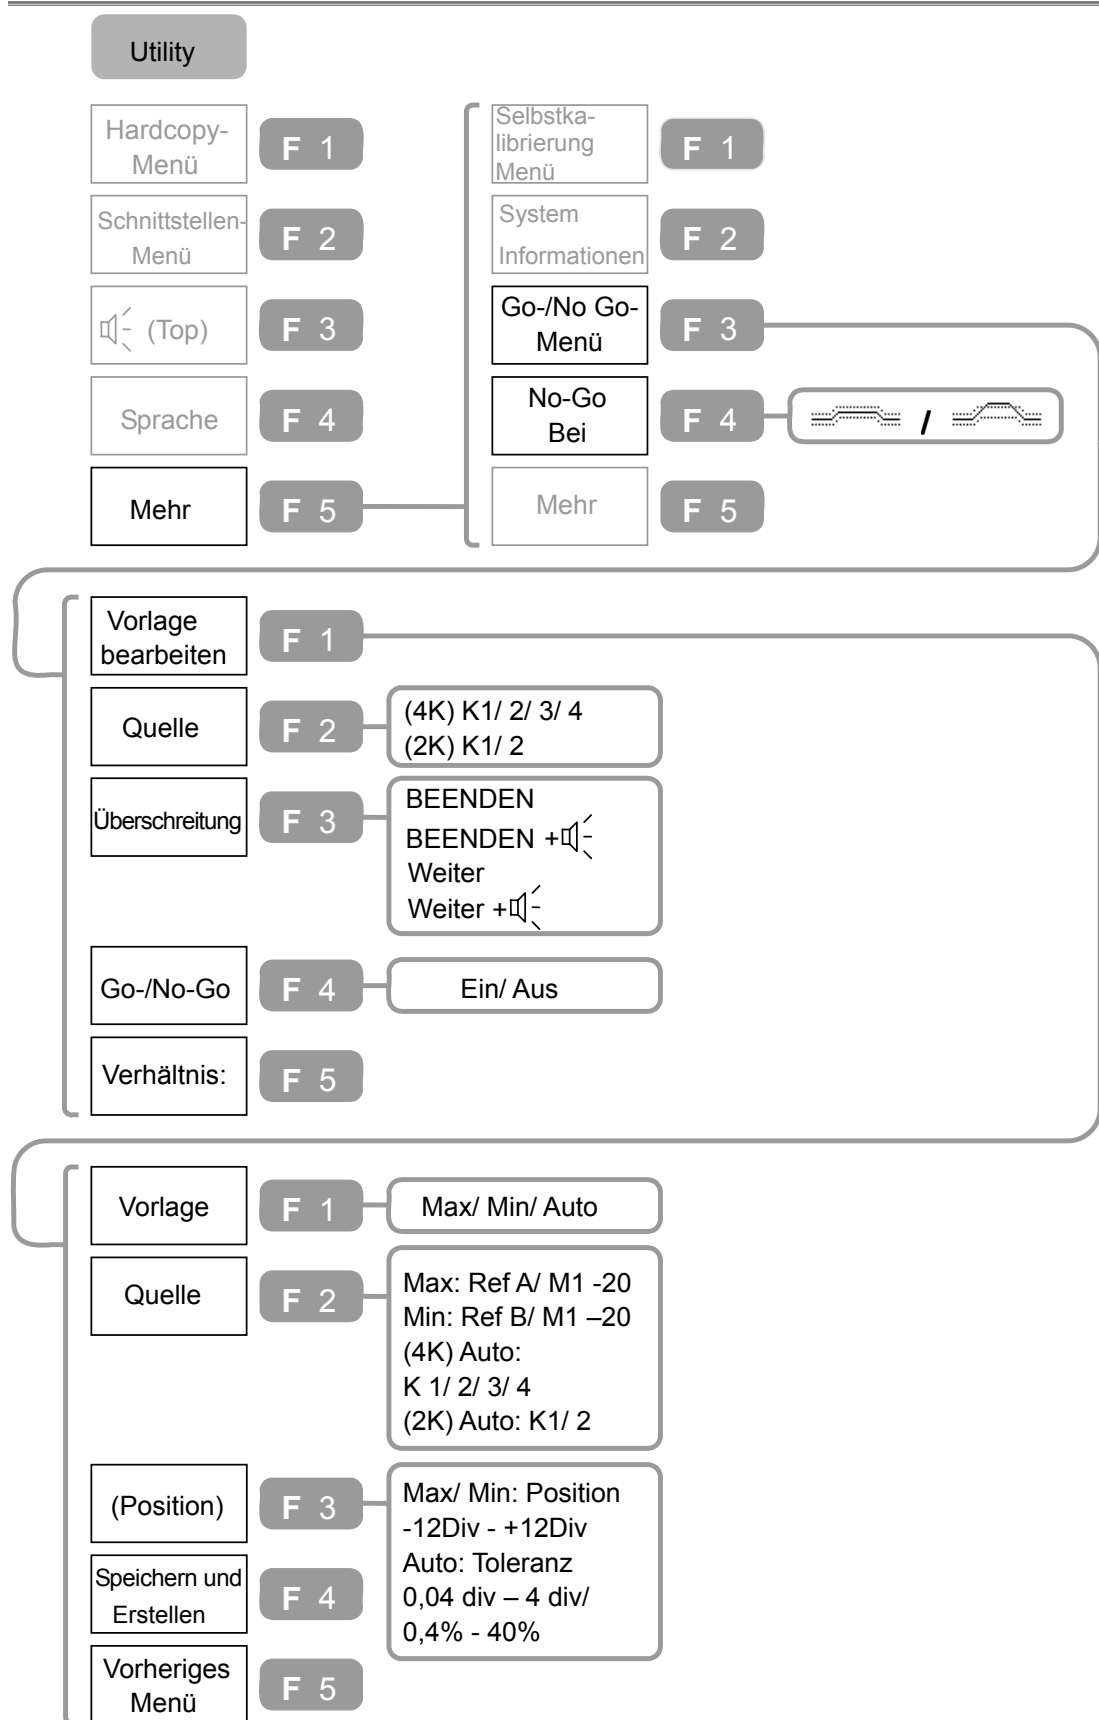 Utility
Hardcopy-
Menü
F 1
Schnittstellen-
Menü
F 2
(Top)
F 3
Sprache
F 4
Mehr
F 5
Selbstka-
librierung
Menü
F 1
System
Informationen
F 2
Go-/No Go-
Menü
F 3
No-Go
Bei
F 4
/
Mehr
F 5
Vorlage
bearbeiten
F 1
Quelle
F 2
(4K) K1/ 2/ 3/ 4
(2K) K1/ 2
Überschreitung
F 3
BEENDEN
BEENDEN +
Weiter
Weiter +
Go-/No-Go
F 4
Ein/ Aus
Verhältnis:
F 5
Vorlage
F 1
Max/ Min/ Auto
Quelle
F 2
Max: Ref A/ M1 -20
Min: Ref B/ M1 –20
(4K) Auto:
K 1/ 2/ 3/ 4
(2K) Auto: K1/ 2
(Position)
F 3
Max/ Min: Position
-12Div - +12Div
Auto: Toleranz
0,04 div – 4 div/
0,4% - 40%
Speichern und
Erstellen
F 4
Vorheriges
Menü
F 5